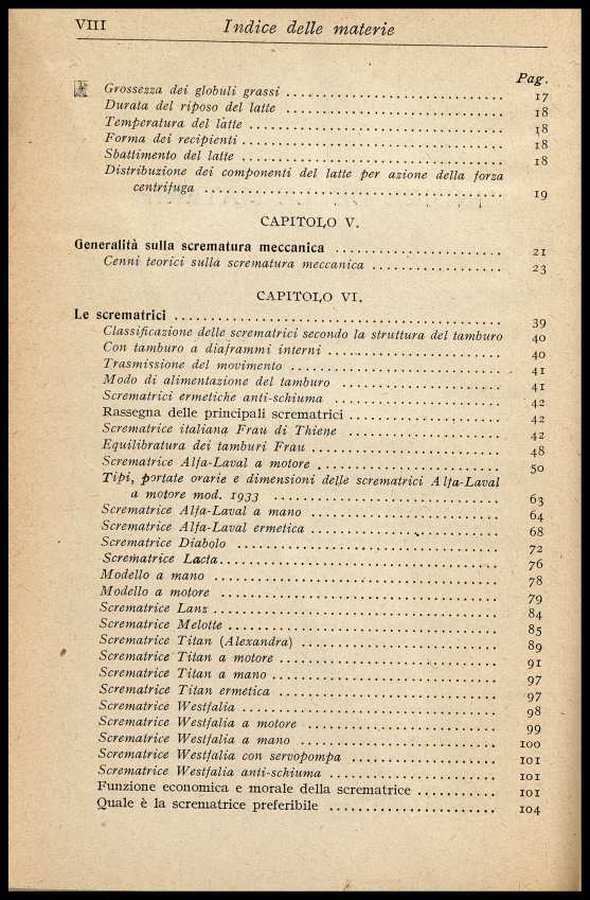 VIII Indice delle materie
Pag.
Grossezza dei globuli grassi 17
Durata del riposo del latte 18
Temperatura del latte 18
Forma dei recipienti 18
Sbattimento del latte 18
Distribuzione dei componenti del latte per azione della forza
centrifuga 19
CAPITOLO V.
Generalità sulla scrematura meccanica 21
Cenni teorici sulla scrematura meccanica 23
CAPITOLO VI.
Le scrematrici 39
Classificazione delle scrematrici secondo la struttura del tamburo 40
Con tamburo a diaframmi interni 40
Trasmissione del movimento 41
Modo di alimentazione del tamburo 41
Scrematrici ermetiche anti-schiuma 42
Rassegna delle principali scrematrici 42
Scrematrice italiana Frau di Thiene 42
Equilibratura dei tamburi Frau 48
Scrematrice Alfa-Laval a motore 50
Tipi, portate orarie e dimensioni delle scrematrici Alfa-Laval
a motore mod. 1933 63
Scrematrice Alfa-Laval a mano 64
Scrematrice Alfa-Laval ermetica 68
Scrematrice Diabolo 72
Scrematrice Lacta 76
Modello a mano 78
Modello a motore 79
Scrematrice Lanz 84
Scrematrice Melotte 85
Scrematrice Titan (Alexandra) 89
Scrematrice Titan a motore 91
Scrematrice Titan a mano 97
Scrematrice Titan ermetica 97
Scrematrice Westfalia 98
Scrematrice Westfalia a motore 99
Scrematrice Westfalia a mano 100
Scrematrice Westfalia con servopompa 101
Scrematrice Westfalia anti-schiuma 101
Funzione economica e morale della scrematrice 101
Quale è la scrematrice preferibile 104